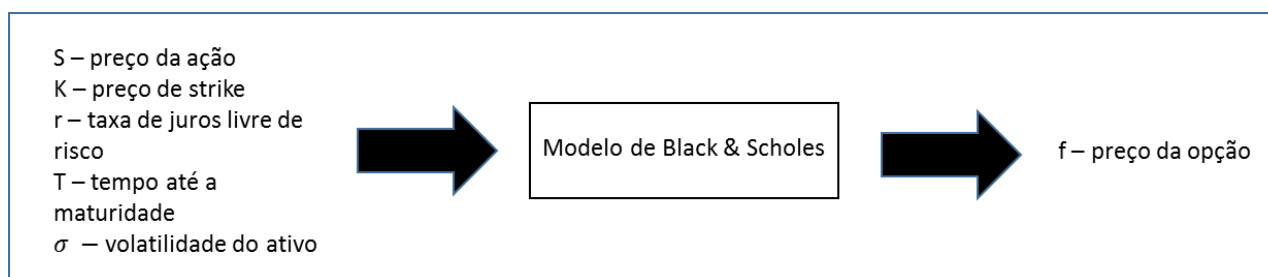 S – preço da ação
K – preço de strike
r – taxa de juros livre de
risco
T – tempo até a
maturidade
σ – volatilidade do ativo
Modelo de Black & Scholes
f – preço da opção